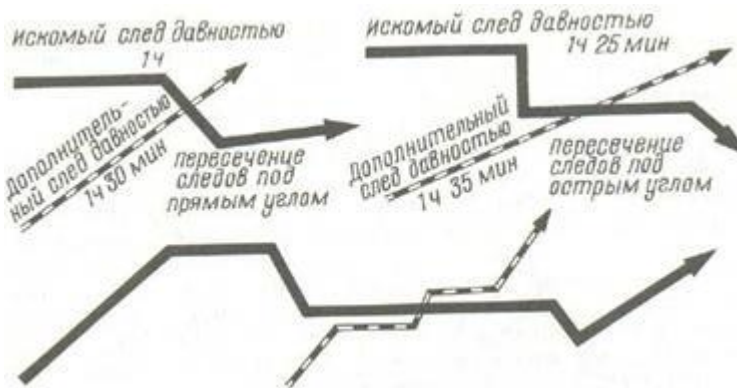 Искомый след давностью
1ч
Дополнитель-
ный след давностью
1ч 30 мин
пересечение
следов под
прямым углом
Искомый след давностью
1ч 25 мин
Дополнительный
след давностью
1ч 35 мин
пересечение
следов под
острым углом